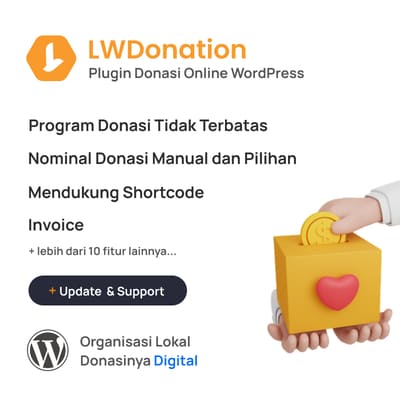 LWDonation
Plugin Donasi Online WordPress
Program Donasi Tidak Terbatas
Nominal Donasi Manual dan Pilihan
Mendukung Shortcode
Invoice
+ lebih dari 10 fitur lainnya...
+ Update & Support
Organisasi Lokal
Donasinya Digital